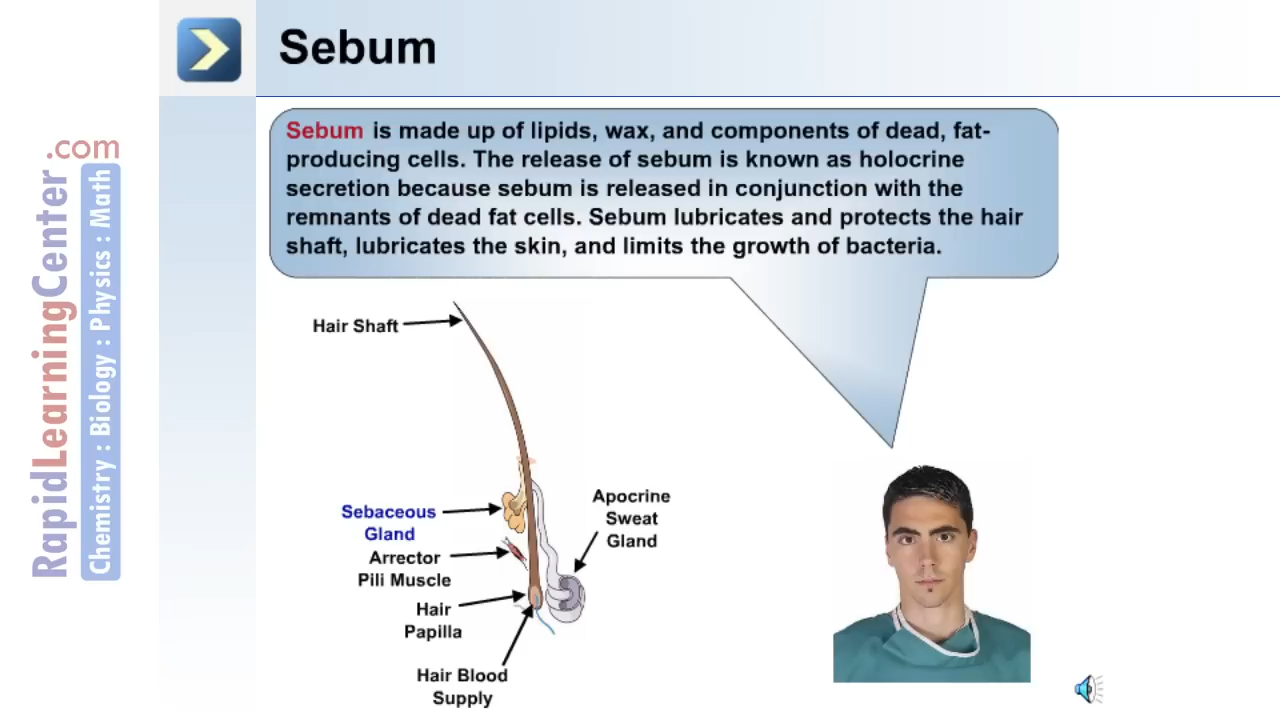 Sebum
Sebum is made up of lipids, wax, and components of dead, fat-
producing cells. The release of sebum is known as holocrine
secretion because sebum is released in conjunction with the
remnants of dead fat cells. Sebum lubricates and protects the hair
shaft, lubricates the skin, and limits the growth of bacteria.
Hair Shaft
Sebaceous
Gland
Arrector
Pili Muscle
Hair
Papilla
Hair Blood
Supply
Apocrine
Sweat
Gland
RapidLearningCenter.com
Chemistry : Biology : Physics : Math